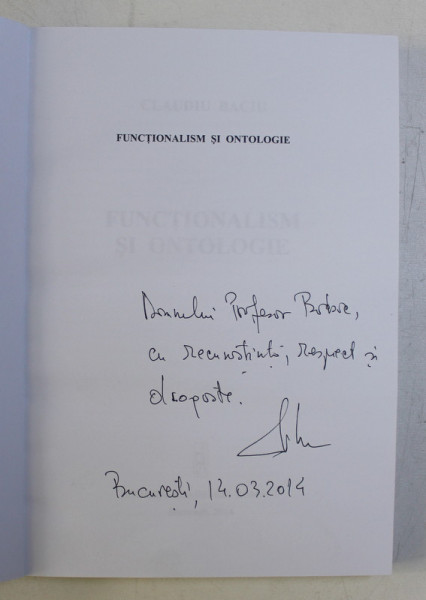 CLAUDIU BACIU
FUNCȚIONALISM ȘI ONTOLOGIE
FUNCȚIONALISM
ȘI ONTOLOGIE
Domnului Profesor
cu recunoștință, respect și
dragoste.
București, 14.03.2014